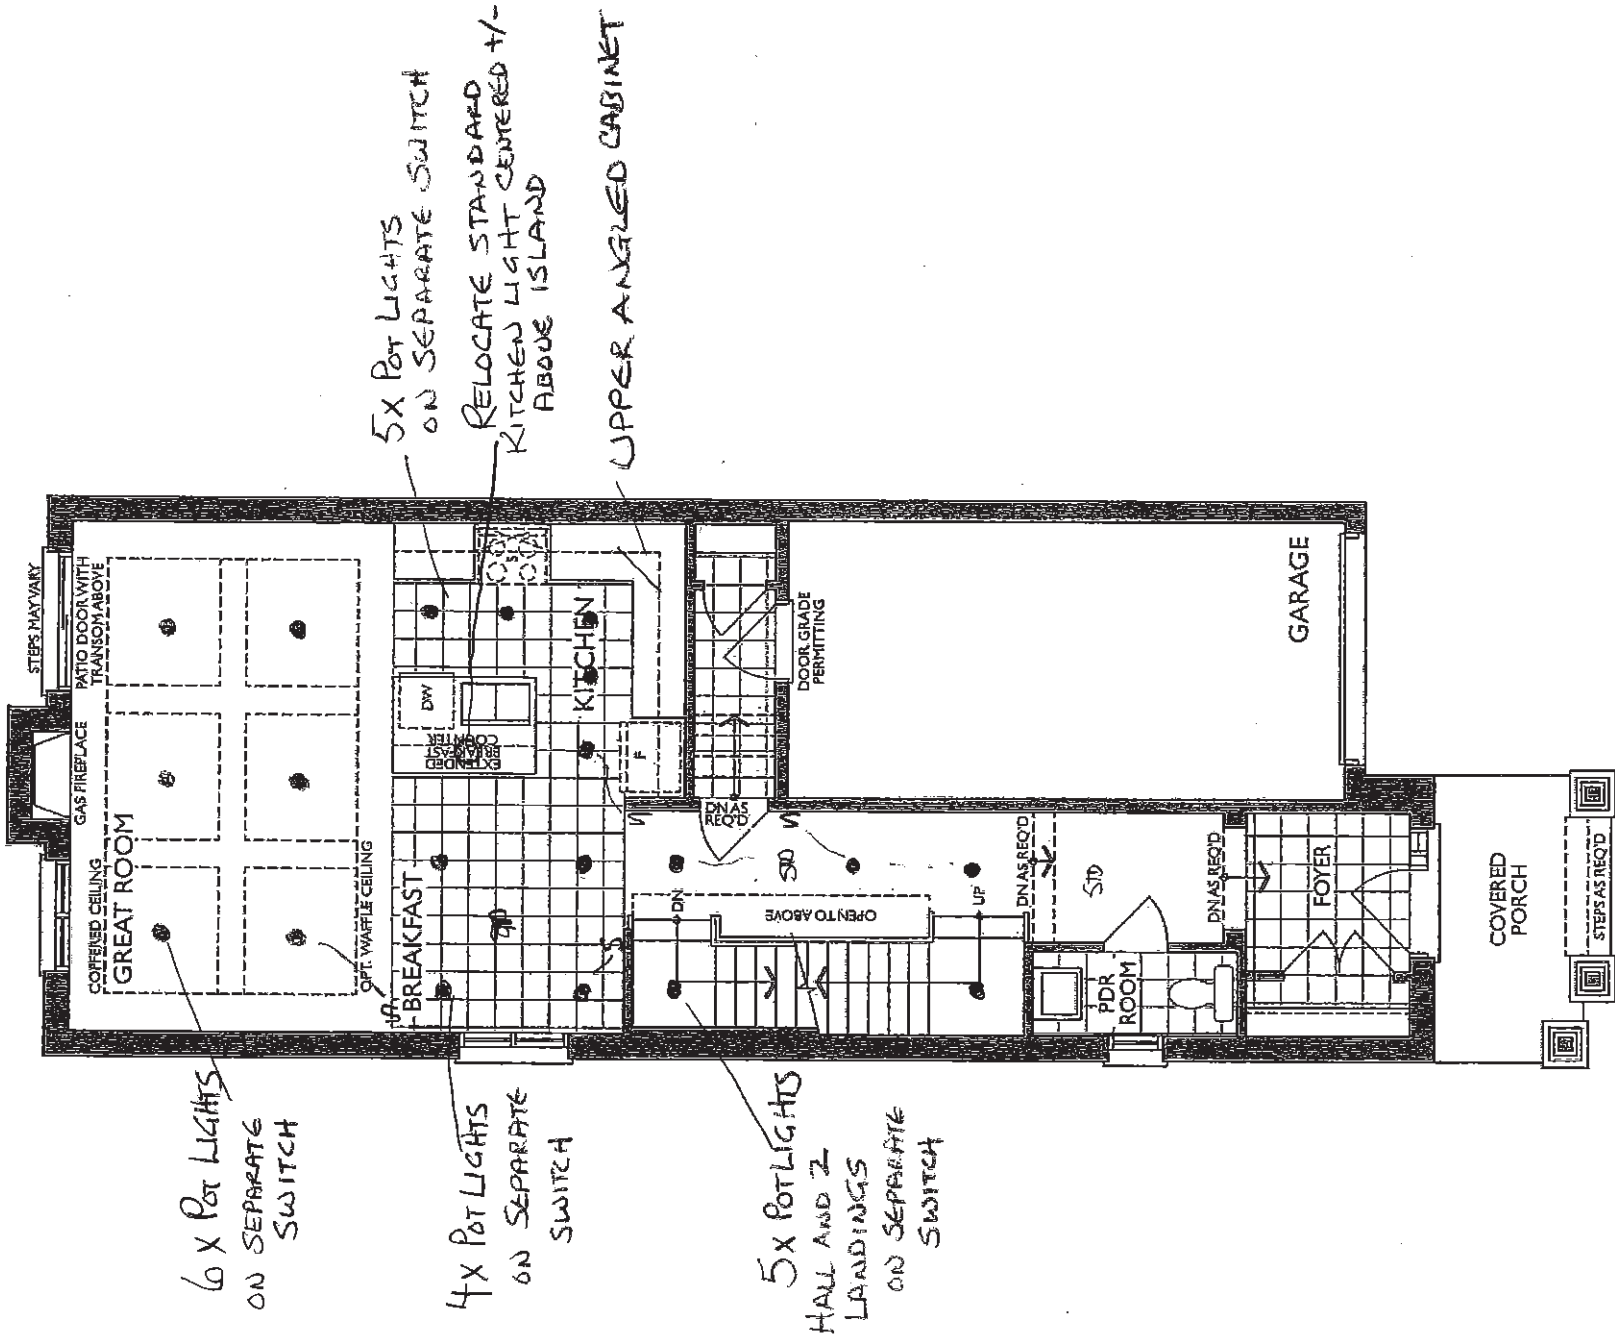 STEPS MAY VARY
GAS FIREPLACE
PATIO DOOR WITH
TRANSOM ABOVE
COFFERED CEILING
GREAT ROOM
OPT. WAFFLE CEILING
BREAKFAST
EXTENDED
BREAKFAST
COUNTER
DW
S
KITCHEN
F
DN AS
REQ'D
DOOR GRADE
PERMITTING
GARAGE
DN
OPEN TO ABOVE
UP
STD
DN AS REQ'D
STD
DN AS REQ'D
PDR
ROOM
FOYER
COVERED
PORCH
STEPS AS REQ'D
6 X POT LIGHTS
ON SEPARATE
SWITCH
4X POT LIGHTS
ON SEPARATE
SWITCH
5X POT LIGHTS
HALL AND 2
LANDINGS
ON SEPARATE
SWITCH
5X POT LIGHTS
ON SEPARATE SWITCH
RELOCATE STANDARD
KITCHEN LIGHT CENTERED +/-
ABOVE ISLAND
UPPER ANGLED CABINET